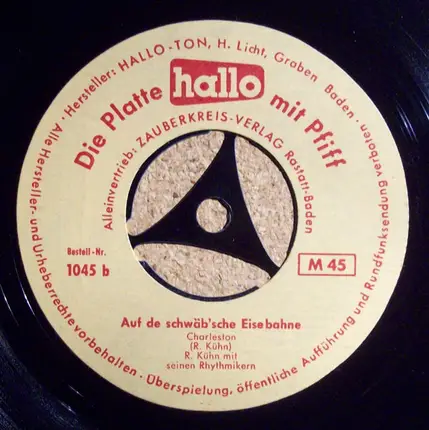 Hersteller: HALLO-TON, H. Licht, Graben Baden · Alle Hersteller- und Urheberrechte vorbehalten - Überspielung, öffentliche Aufführung und Rundfunksendung verboten ·
Die Platte hallo mit Pfiff
Alleinvertrieb: ZAUBERKREIS-VERLAG Rastatt-Baden
Bestell-Nr.
1045 b
M 45
Auf de schwäb'sche Eisebahne
Charleston
(R. Kühn)
R. Kühn mit
seinen Rhythmikern